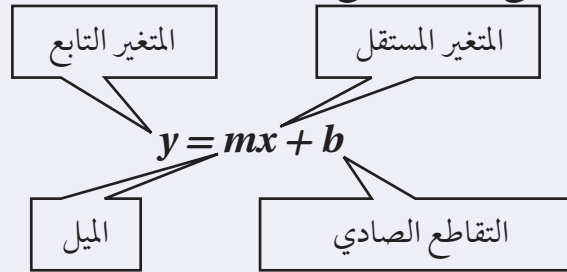 المتغير المستقل
المتغير التابع
y = mx + b
التقاطع الصادي
الميل